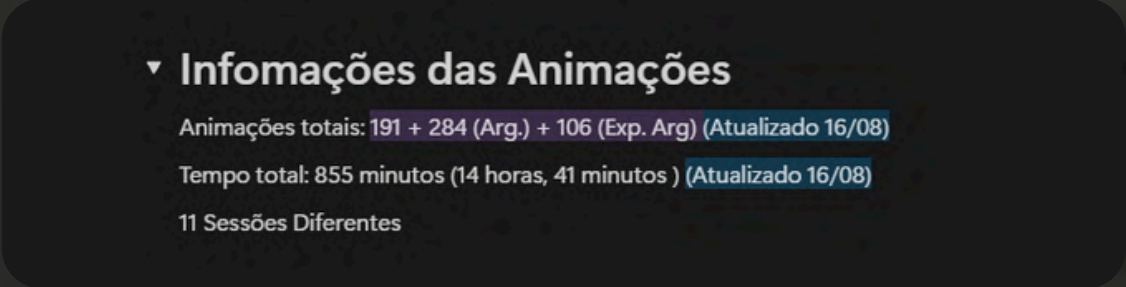 Infomações das Animações
Animações totais: 191 + 284 (Arg.) + 106 (Exp. Arg) (Atualizado 16/08)
Tempo total: 855 minutos (14 horas, 41 minutos ) (Atualizado 16/08)
11 Sessões Diferentes